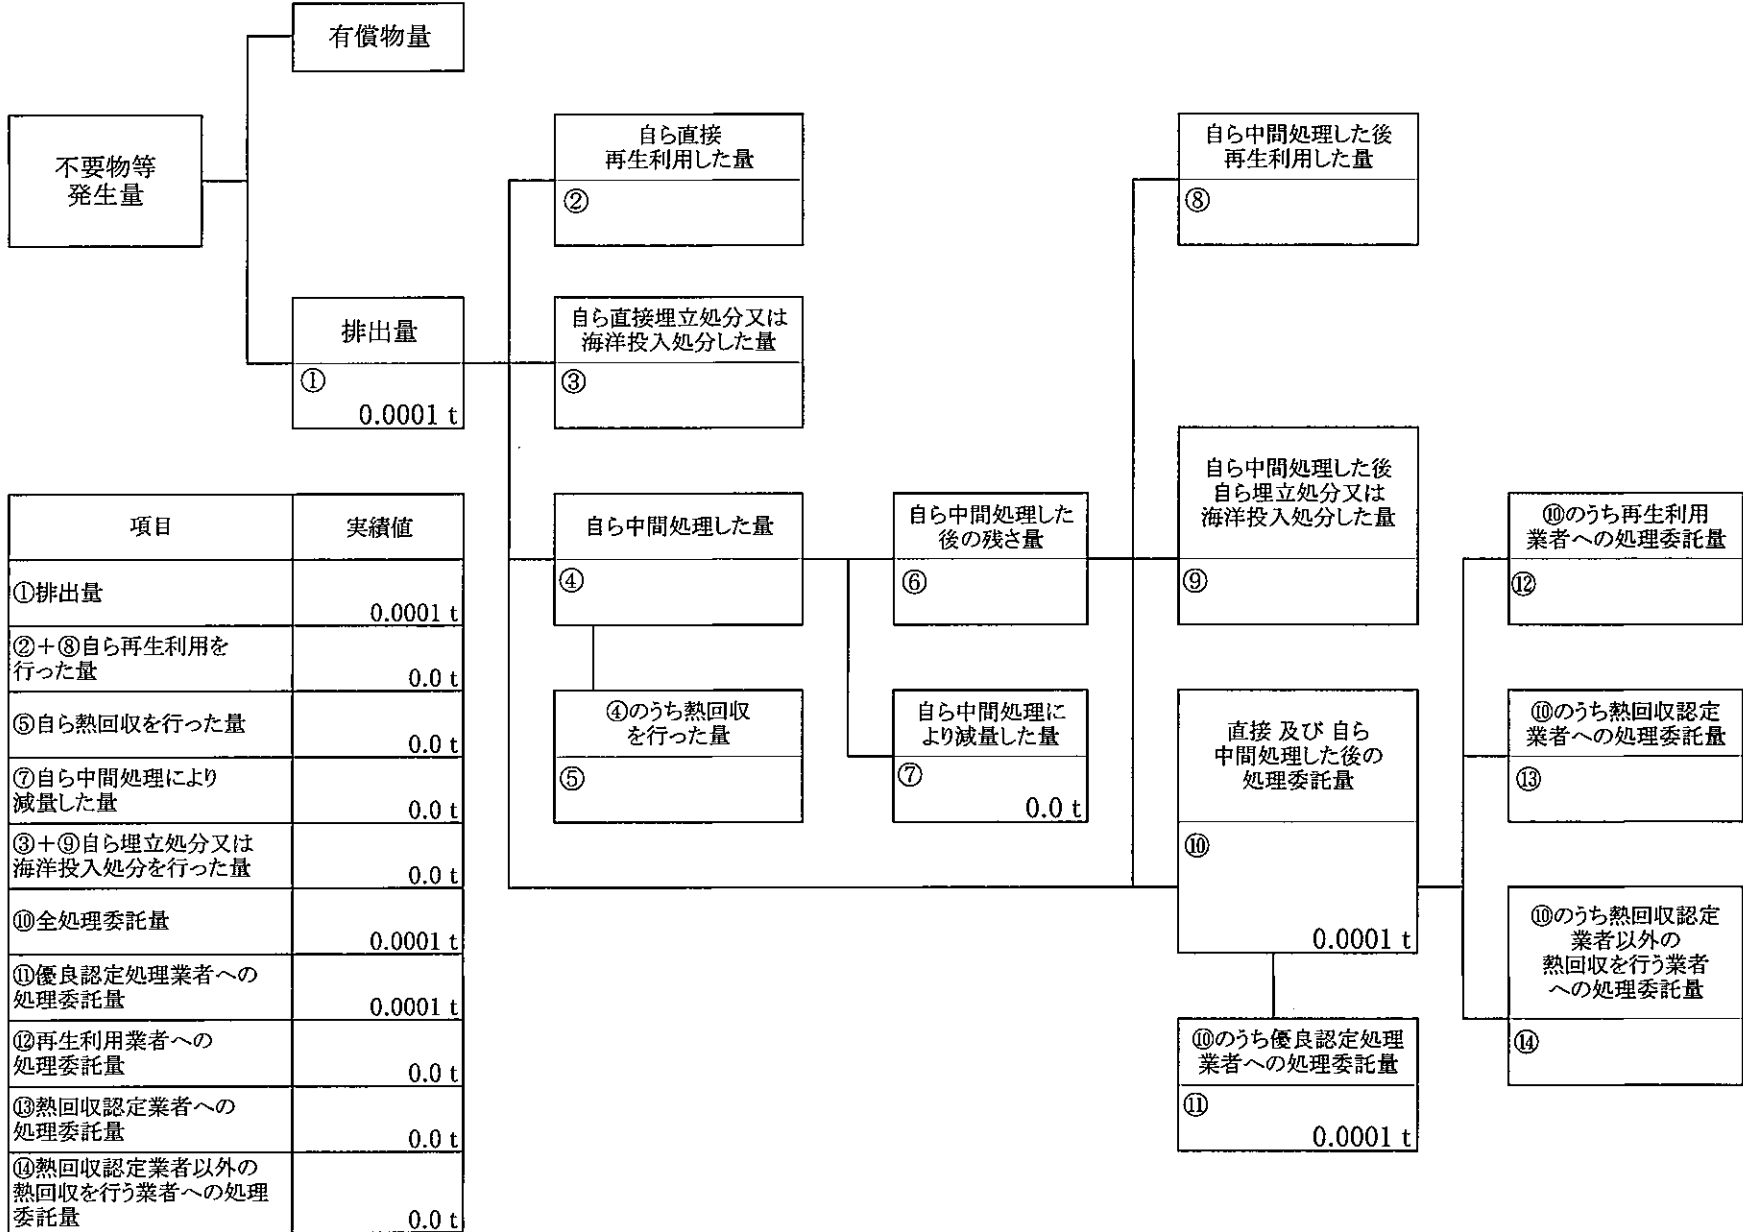 有償物量
不要物等
発生量
排出量
①
0.0001 t
自ら直接
再生利用した量
②
自ら直接埋立処分又は
海洋投入処分した量
③
自ら中間処理した量
④
④のうち熱回収
を行った量
⑤
自ら中間処理した
後の残さ量
⑥
自ら中間処理に
より減量した量
⑦
0.0 t
自ら中間処理した後
再生利用した量
⑧
自ら中間処理した後
自ら埋立処分又は
海洋投入処分した量
⑨
直接 及び 自ら
中間処理した後の
処理委託量
⑩
0.0001 t
⑩のうち優良認定処理
業者への処理委託量
⑪
0.0001 t
⑩のうち再生利用
業者への処理委託量
⑫
⑩のうち熱回収認定
業者への処理委託量
⑬
⑩のうち熱回収認定
業者以外の
熱回収を行う業者
への処理委託量
⑭
項目 実績値
①排出量
0.0001 t
②+⑧自ら再生利用を
行った量
0.0 t
⑤自ら熱回収を行った量
0.0 t
⑦自ら中間処理により
減量した量
0.0 t
③+⑨自ら埋立処分又は
海洋投入処分を行った量
0.0 t
⑩全処理委託量
0.0001 t
⑪優良認定処理業者への
処理委託量
0.0001 t
⑫再生利用業者への
処理委託量
0.0 t
⑬熱回収認定業者への
処理委託量
0.0 t
⑭熱回収認定業者以外の
熱回収を行う業者への処理
委託量
0.0 t